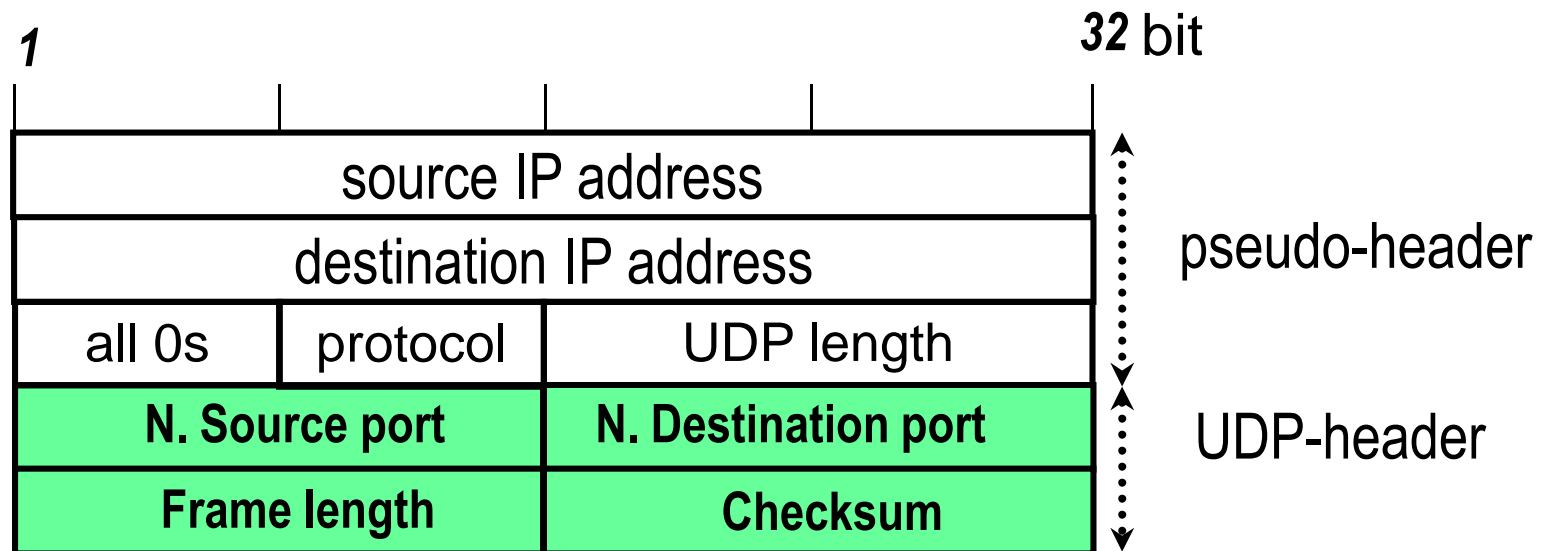 1 32 bit
source IP address
destination IP address
pseudo-header
all 0s protocol UDP length
N. Source port N. Destination port
UDP-header
Frame length Checksum